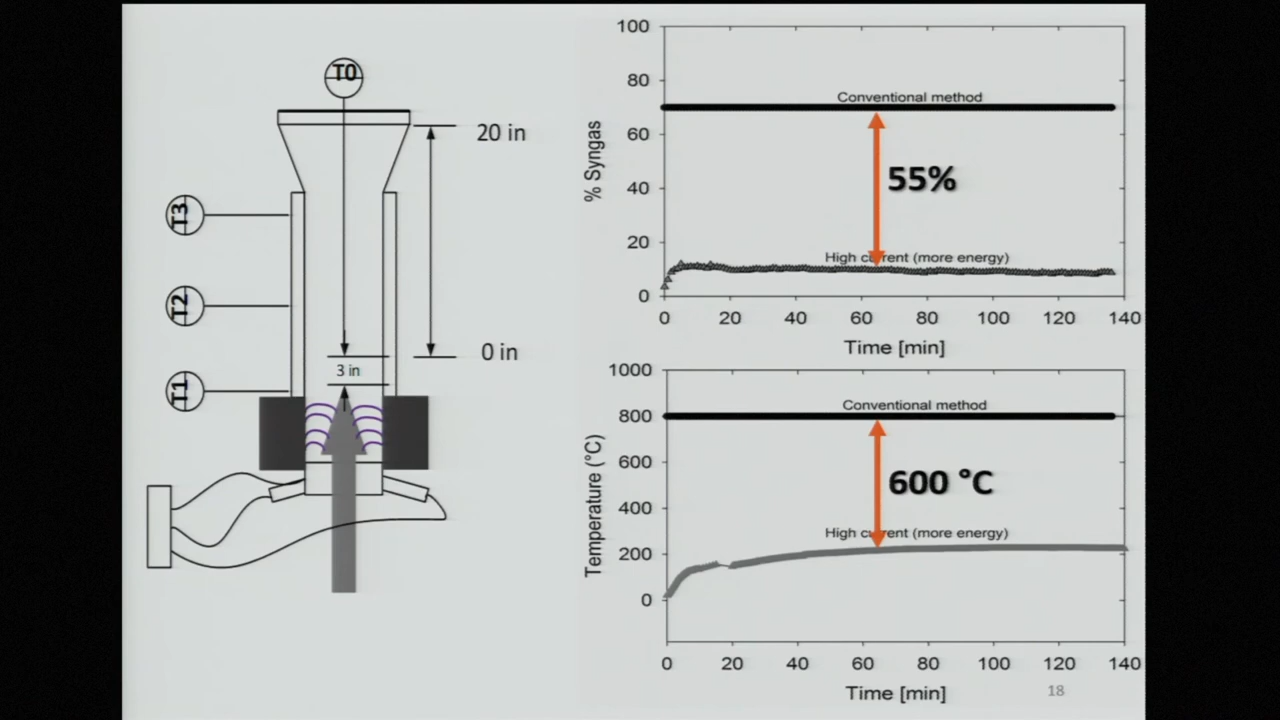 T0
20 in
T3
T2
0 in
3 in
T1
100
80
60
40
20
0
% Syngas
Conventional method
55%
High current (more energy)
0 20 40 60 80 100 120 140
Time [min]
1000
800
600
400
200
0
Temperature (°C)
Conventional method
600 °C
High current (more energy)
0 20 40 60 80 100 120 140
Time [min]
18